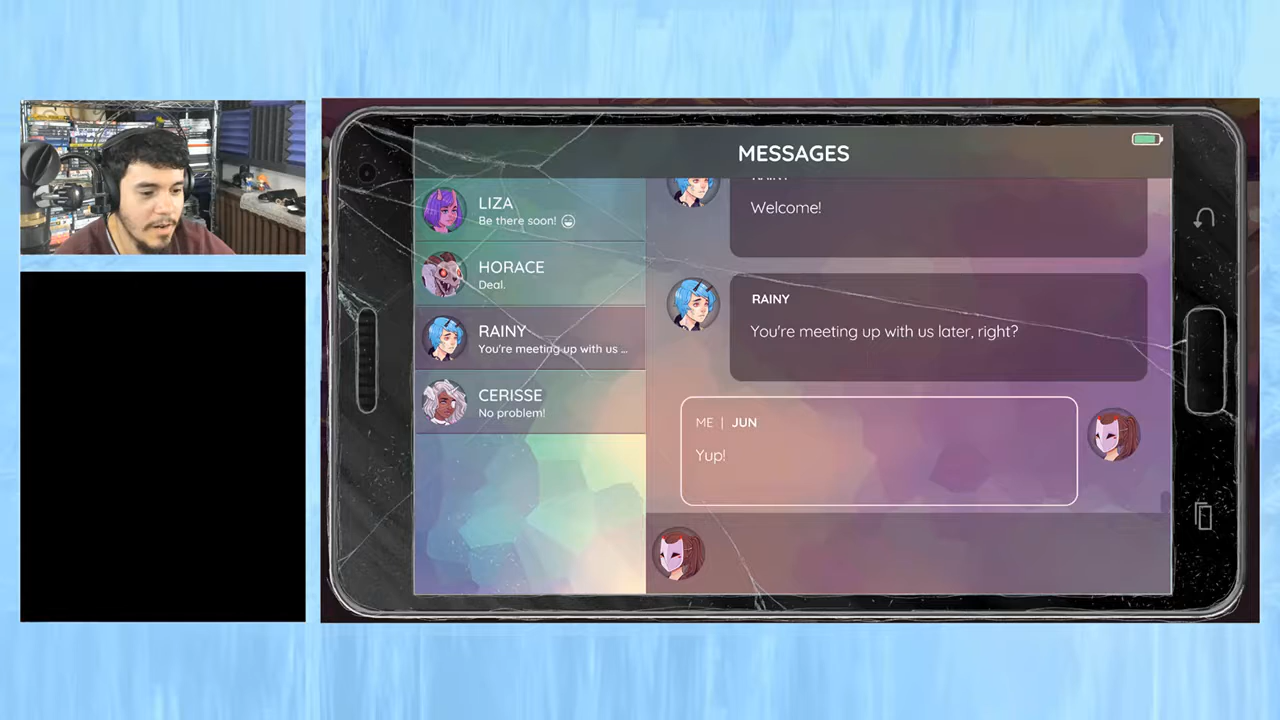 MESSAGES
LIZA
Be there soon!
HORACE
Deal.
RAINY
You're meeting up with us ...
CERISSE
No problem!
Welcome!
RAINY
You're meeting up with us later, right?
ME | JUN
Yup!